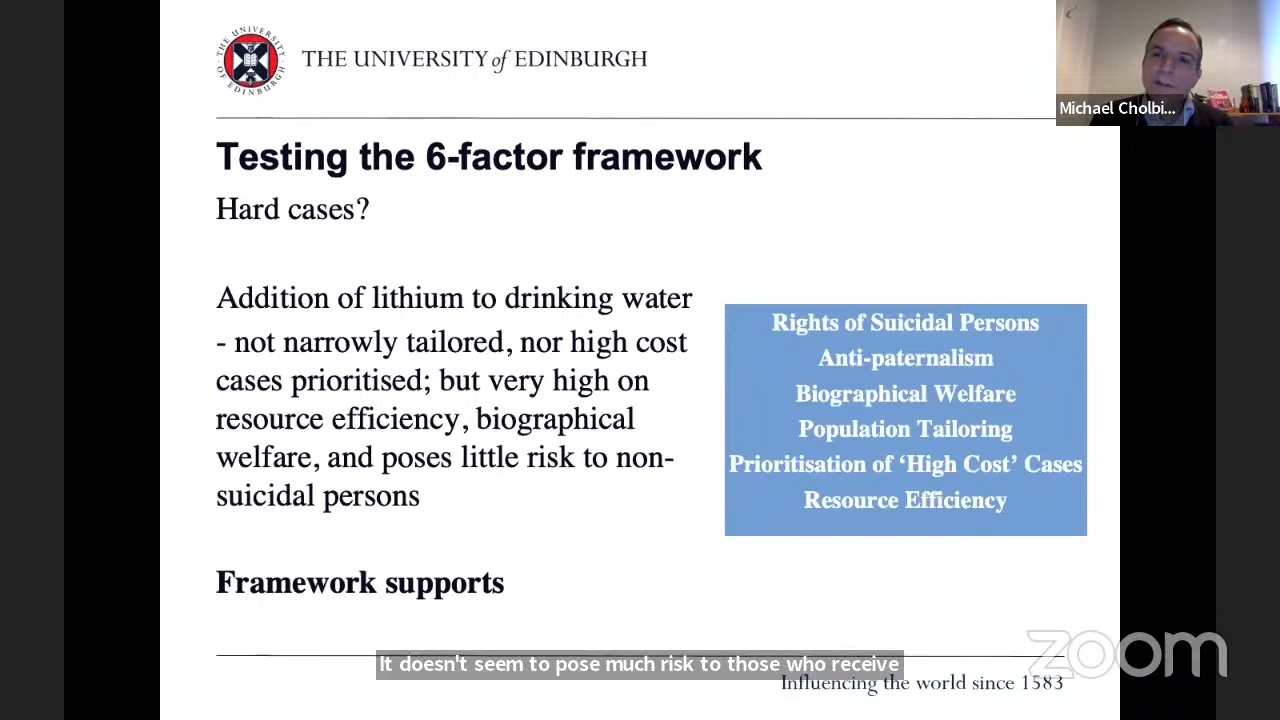 THE UNIVERSITY of EDINBURGH
THE UNIVERSITY OF EDINBURGH
Michael Cholbi...
Testing the 6-factor framework
Hard cases?
Addition of lithium to drinking water
- not narrowly tailored, nor high cost
cases prioritised; but very high on
resource efficiency, biographical
welfare, and poses little risk to non-
suicidal persons
Rights of Suicidal Persons
Anti-paternalism
Biographical Welfare
Population Tailoring
Prioritisation of ‘High Cost’ Cases
Resource Efficiency
Framework supports
It doesn't seem to pose much risk to those who receive
Influencing the world since 1583
zoom